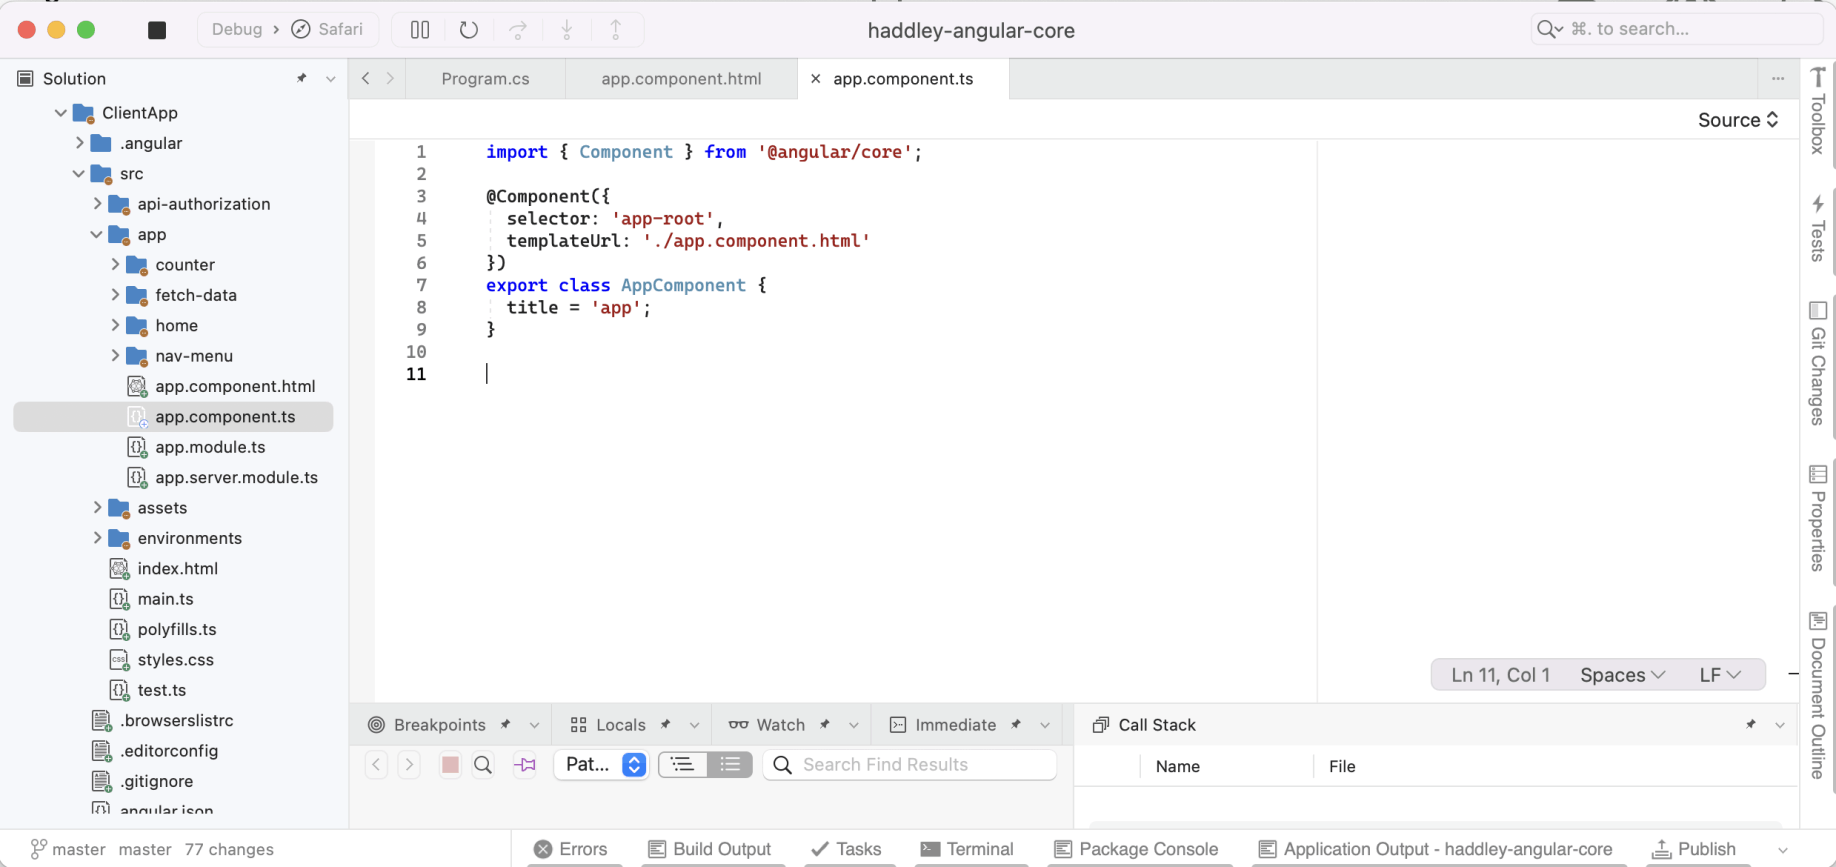 Debug › Safari
haddley-angular-core
⌘. to search...
Solution
ClientApp
.angular
src
api-authorization
app
counter
fetch-data
home
nav-menu
app.component.html
app.component.ts
app.module.ts
app.server.module.ts
assets
environments
index.html
main.ts
polyfills.ts
styles.css
test.ts
.browserslistrc
.editorconfig
.gitignore
angular.json
Program.cs
app.component.html
app.component.ts
Source
1 import { Component } from '@angular/core';
2
3 @Component({
4 selector: 'app-root',
5 templateUrl: './app.component.html'
6 })
7 export class AppComponent {
8 title = 'app';
9 }
10
11
Ln 11, Col 1 Spaces LF
Toolbox
Tests
Git Changes
Properties
Document Outline
Breakpoints
Locals
Watch
Immediate
Call Stack
Pat...
Search Find Results
Name File
master master 77 changes
Errors
Build Output
Tasks
Terminal
Package Console
Application Output - haddley-angular-core
Publish